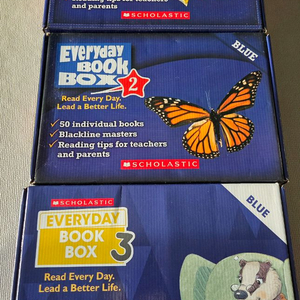 Reading tips for teachers
and parents
SCHOLASTIC
Everyday
BOOK
BOX
2
BLUE
Read Every Day.
Lead a Better Life.
50 individual books
Blackline masters
Reading tips for teachers
and parents
SCHOLASTIC
SCHOLASTIC
EVERYDAY
BOOK
BOX 3
BLUE
Read Every Day.
Lead a Better Life.